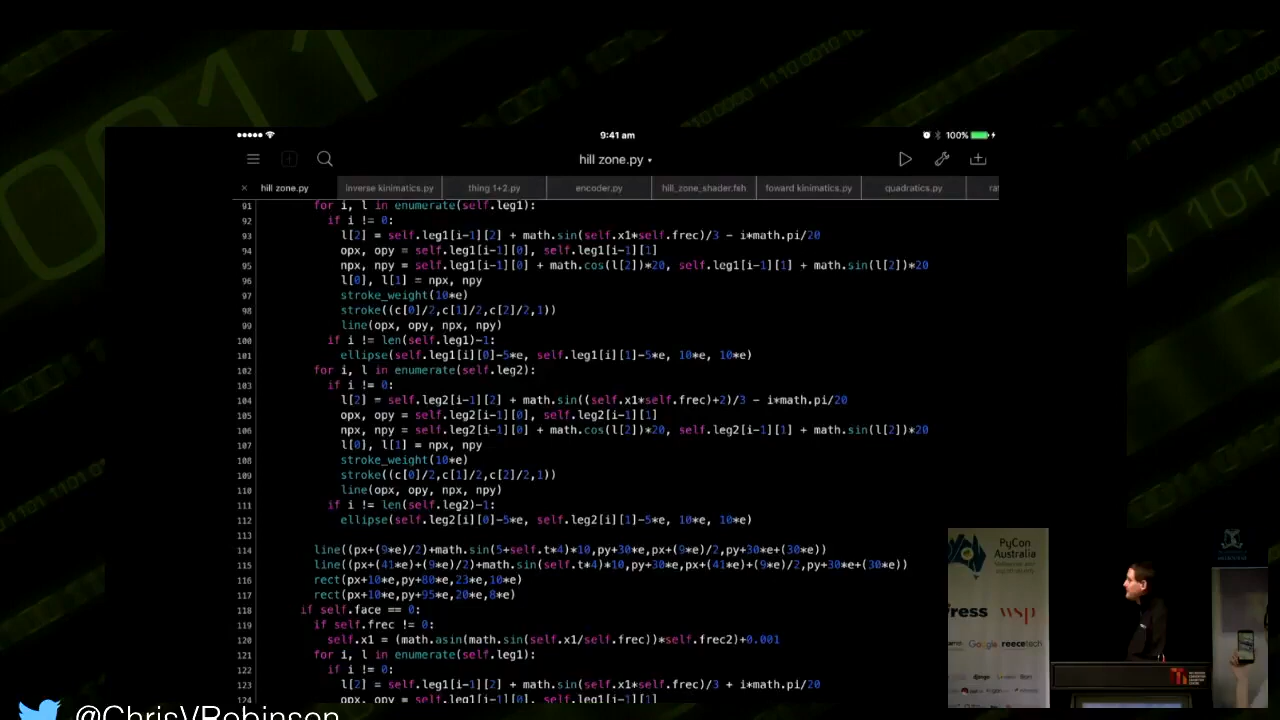 9:41 am
100%
hill zone.py
hill zone.py
inverse kinimatics.py
thing 1+2.py
encoder.py
hill_zone_shader.fsh
foward kinimatics.py
quadratics.py
91 for i, l in enumerate(self.leg1):
92 if i != 0:
93 l[2] = self.leg1[i-1][2] + math.sin(self.x1*self.frec)/3 - i*math.pi/20
94 opx, opy = self.leg1[i-1][0], self.leg1[i-1][1]
95 npx, npy = self.leg1[i-1][0] + math.cos(l[2])*20, self.leg1[i-1][1] + math.sin(l[2])*20
96 l[0], l[1] = npx, npy
97 stroke_weight(10*e)
98 stroke((c[0]/2,c[1]/2,c[2]/2,1))
99 line(opx, opy, npx, npy)
100 if i != len(self.leg1)-1:
101 ellipse(self.leg1[i][0]-5*e, self.leg1[i][1]-5*e, 10*e, 10*e)
102 for i, l in enumerate(self.leg2):
103 if i != 0:
104 l[2] = self.leg2[i-1][2] + math.sin((self.x1*self.frec)+2)/3 - i*math.pi/20
105 opx, opy = self.leg2[i-1][0], self.leg2[i-1][1]
106 npx, npy = self.leg2[i-1][0] + math.cos(l[2])*20, self.leg2[i-1][1] + math.sin(l[2])*20
107 l[0], l[1] = npx, npy
108 stroke_weight(10*e)
109 stroke((c[0]/2,c[1]/2,c[2]/2,1))
110 line(opx, opy, npx, npy)
111 if i != len(self.leg2)-1:
112 ellipse(self.leg2[i][0]-5*e, self.leg2[i][1]-5*e, 10*e, 10*e)
113
114 line((px+(9*e)/2)+math.sin(5+self.t*4)*10,py+30*e,px+(9*e)/2,py+30*e+(30*e))
115 line((px+(41*e)+(9*e)/2)+math.sin(self.t*4)*10,py+30*e,px+(41*e)+(9*e)/2,py+30*e+(30*e))
116 rect(px+10*e,py+80*e,23*e,10*e)
117 rect(px+10*e,py+95*e,20*e,8*e)
118 if self.face == 0:
119 if self.frec != 0:
120 self.x1 = (math.asin(math.sin(self.x1/self.frec))*self.frec2)+0.001
121 for i, l in enumerate(self.leg1):
122 if i != 0:
123 l[2] = self.leg1[i-1][2] + math.sin(self.x1*self.frec)/3 + i*math.pi/20
124 opx, opy = self.leg1[i-1][0], self.leg1[i-1][1]
PyCon
Australia
wsp
Google reecetech
@ChrisVRobinson